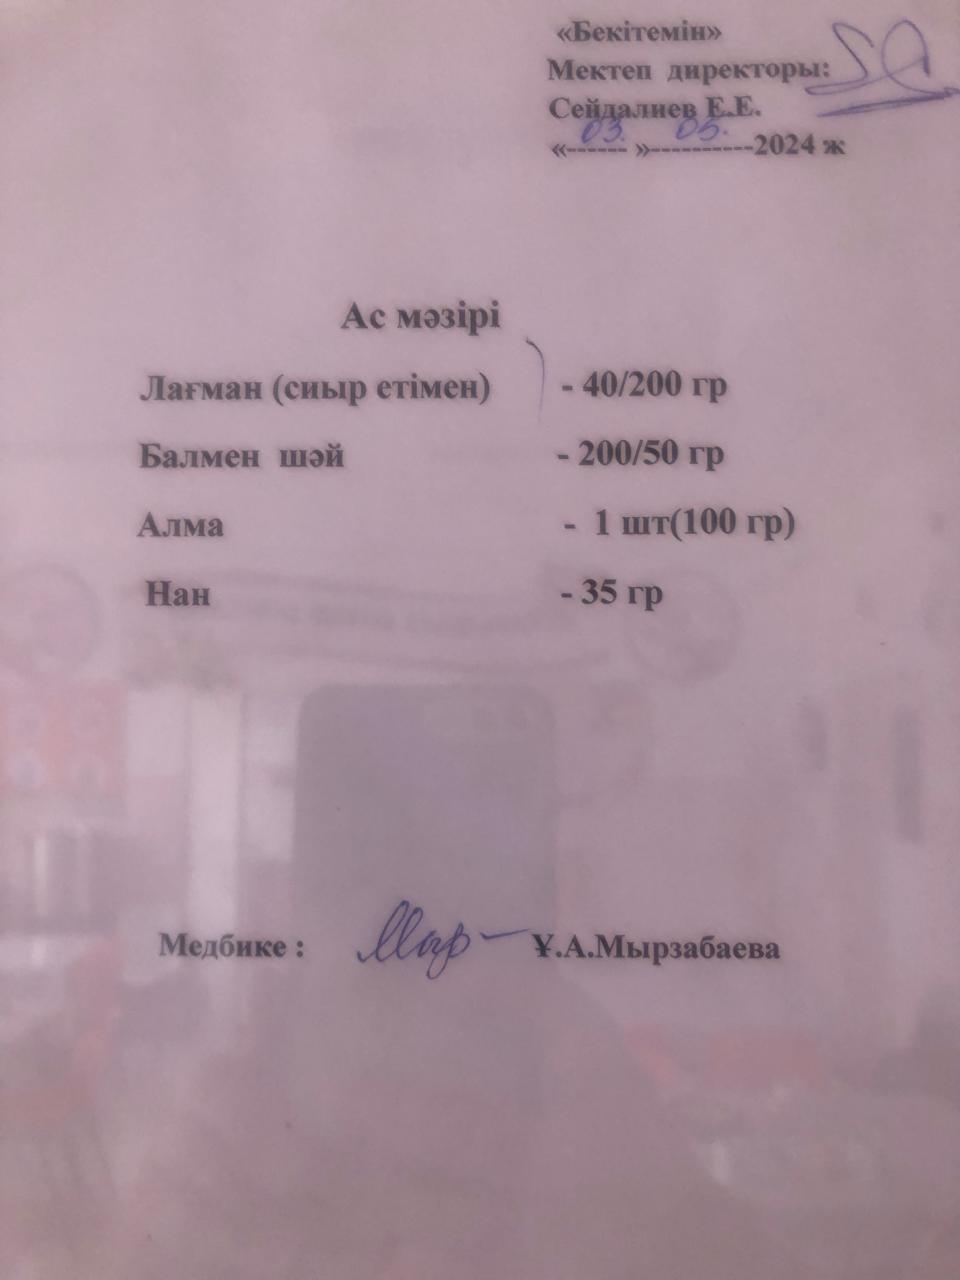 «Бекітемін»
Мектеп директоры:
Сейдалиев Е.Е.
«--03.-- »---05.---2024 ж
Ас мәзірі
Лағман (сиыр етімен) - 40/200 гр
Балмен шәй - 200/50 гр
Алма - 1 шт(100 гр)
Нан - 35 гр
Медбике : Ұ.А.Мырзабаева